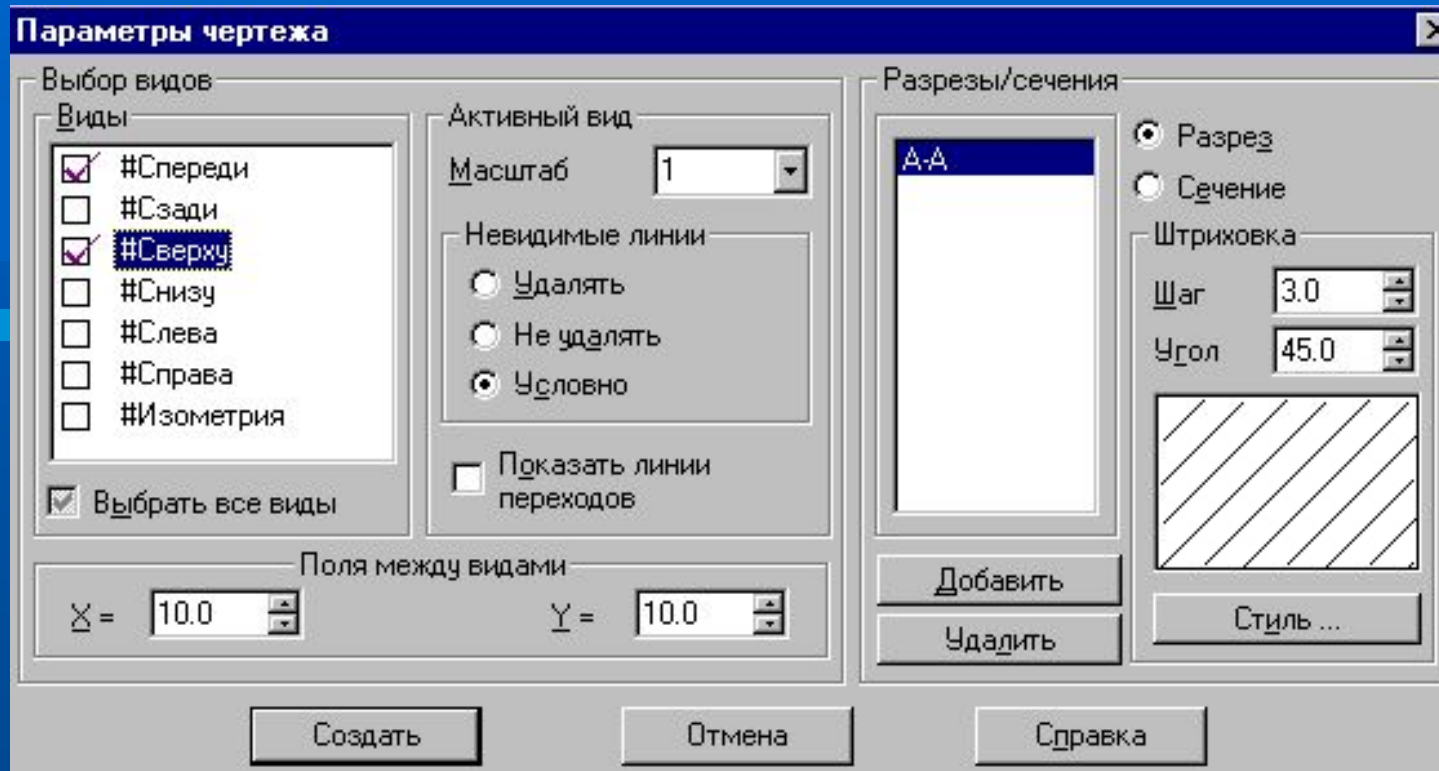 Параметры чертежа
Выбор видов
Виды
#Спереди
#Сзади
#Сверху
#Снизу
#Слева
#Справа
#Изометрия
Выбрать все виды
Активный вид
Масштаб 1
Невидимые линии
Удалять
Не удалять
Условно
Показать линии
переходов
Поля между видами
X = 10.0 Y = 10.0
Разрезы/сечения
А-А
Добавить
Удалить
Разрез
Сечение
Штриховка
Шаг 3.0
Угол 45.0
Стиль ...
Создать Отмена Справка